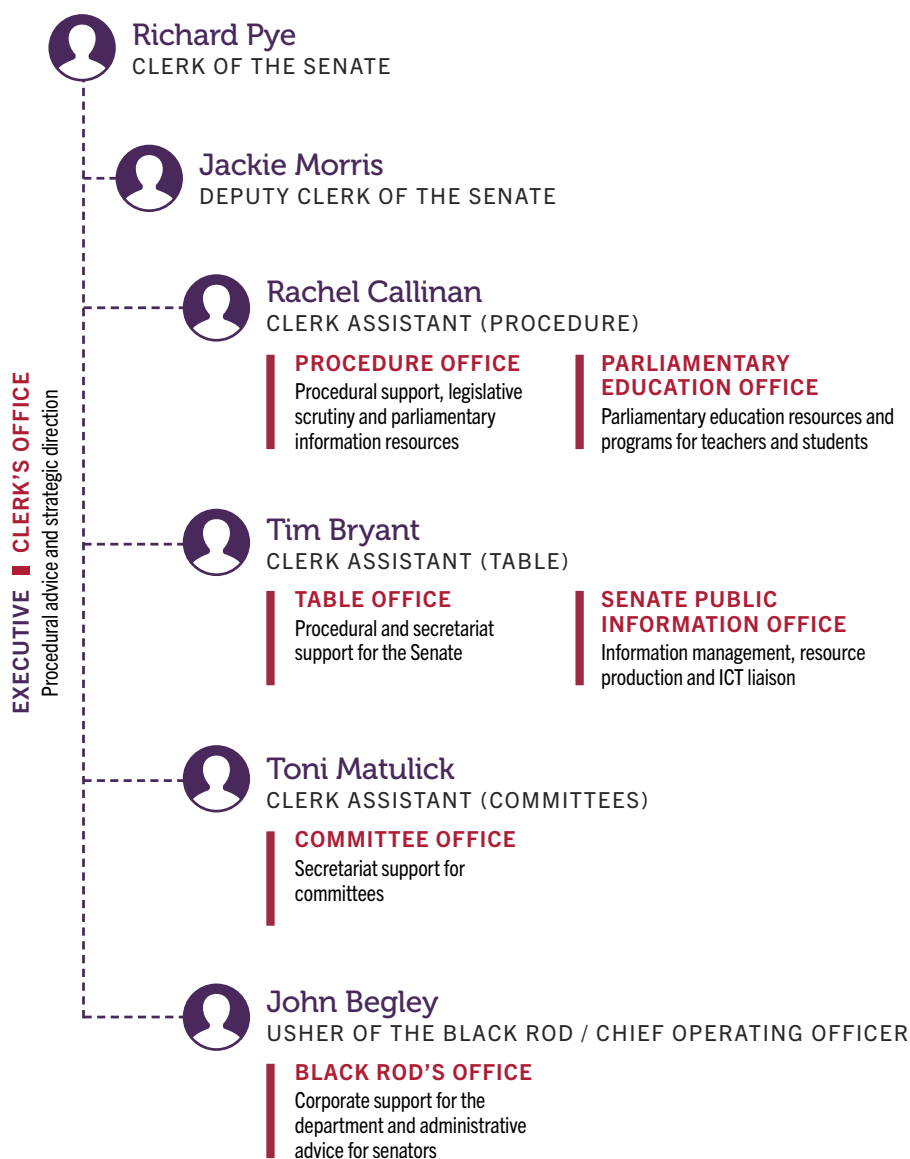 Richard Pye
CLERK OF THE SENATE
Jackie Morris
DEPUTY CLERK OF THE SENATE
Rachel Callinan
CLERK ASSISTANT (PROCEDURE)
PROCEDURE OFFICE
Procedural support, legislative
scrutiny and parliamentary
information resources
PARLIAMENTARY
EDUCATION OFFICE
Parliamentary education resources and
programs for teachers and students
EXECUTIVE CLERK'S OFFICE
Procedural advice and strategic direction
Tim Bryant
CLERK ASSISTANT (TABLE)
TABLE OFFICE
Procedural and secretariat
support for the Senate
SENATE PUBLIC
INFORMATION OFFICE
Information management, resource
production and ICT liaison
Toni Matulick
CLERK ASSISTANT (COMMITTEES)
COMMITTEE OFFICE
Secretariat support for
committees
John Begley
USHER OF THE BLACK ROD / CHIEF OPERATING OFFICER
BLACK ROD'S OFFICE
Corporate support for the
department and administrative
advice for senators